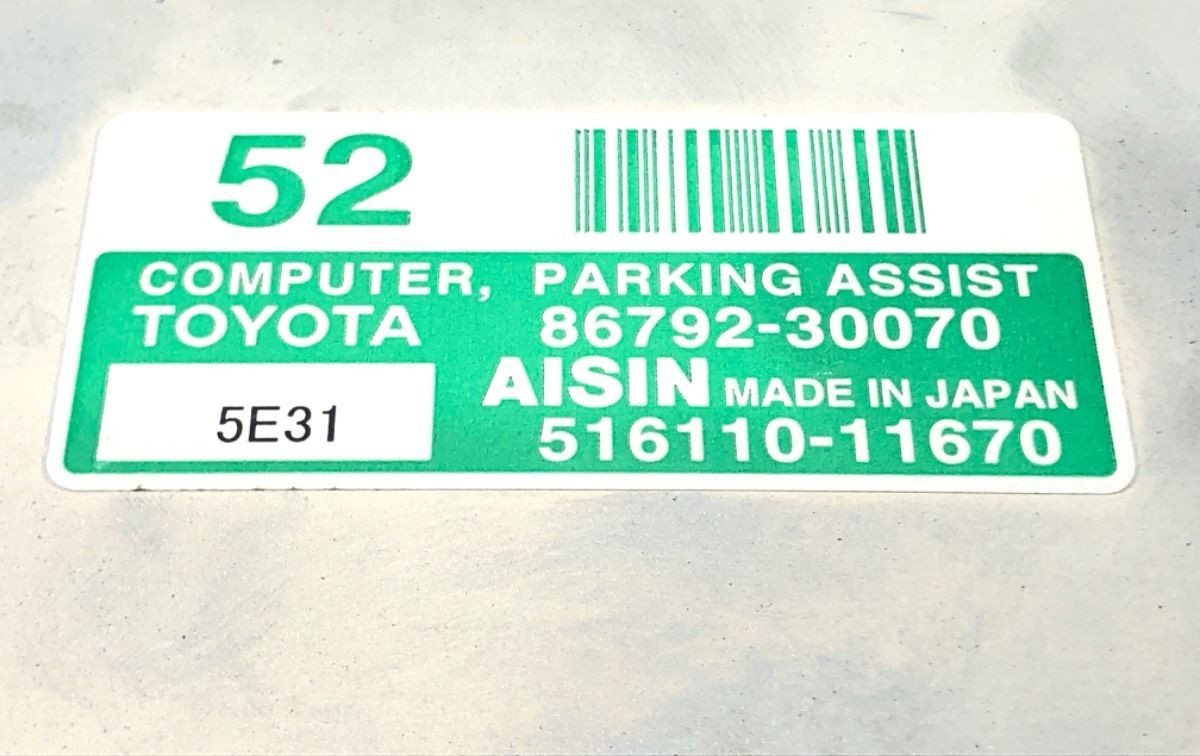 52
COMPUTER, PARKING ASSIST
TOYOTA 86792-30070
AISIN MADE IN JAPAN
5E31 516110-11670